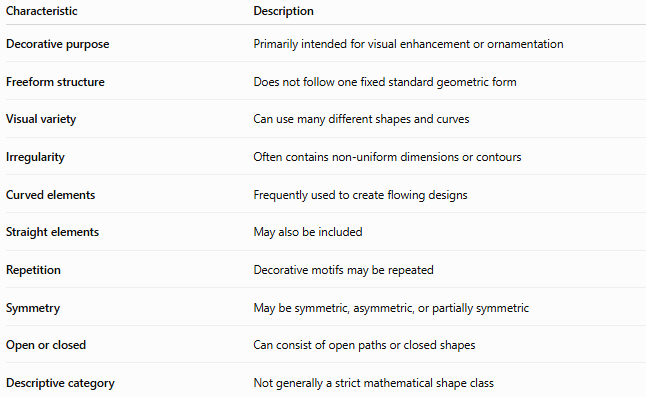 Characteristic Description
Decorative purpose Primarily intended for visual enhancement or ornamentation
Freeform structure Does not follow one fixed standard geometric form
Visual variety Can use many different shapes and curves
Irregularity Often contains non-uniform dimensions or contours
Curved elements Frequently used to create flowing designs
Straight elements May also be included
Repetition Decorative motifs may be repeated
Symmetry May be symmetric, asymmetric, or partially symmetric
Open or closed Can consist of open paths or closed shapes
Descriptive category Not generally a strict mathematical shape class